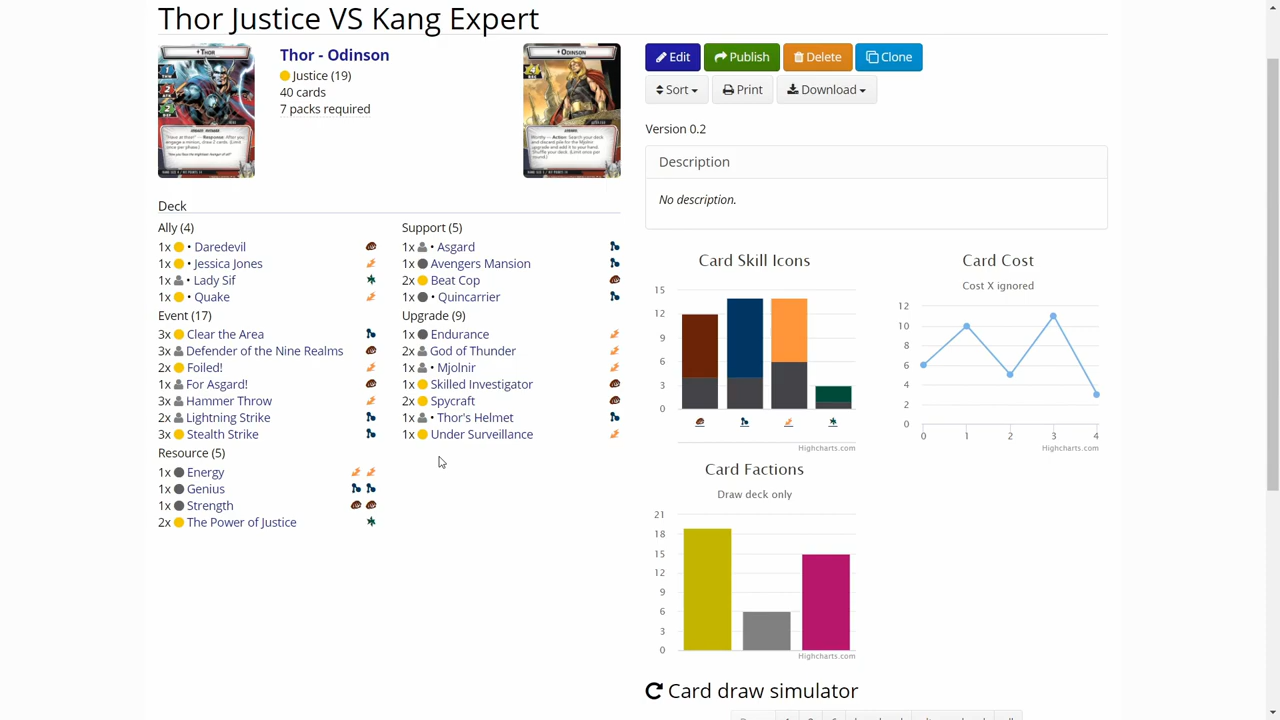 Thor Justice VS Kang Expert
THOR
ODINSON
Thor - Odinson
Justice (19)
40 cards
7 packs required
Edit
Publish
Delete
Clone
Sort
Print
Download
Version 0.2
Description
No description.
Deck
Ally (4)
1x • Daredevil
1x • Jessica Jones
1x • Lady Sif
1x • Quake
Event (17)
3x Clear the Area
3x Defender of the Nine Realms
2x Foiled!
1x For Asgard!
3x Hammer Throw
2x Lightning Strike
3x Stealth Strike
Resource (5)
1x Energy
1x Genius
1x Strength
2x The Power of Justice
Support (5)
1x • Asgard
1x Avengers Mansion
2x Beat Cop
1x • Quincarrier
Upgrade (9)
1x Endurance
2x God of Thunder
1x • Mjolnir
1x Skilled Investigator
2x Spycraft
1x • Thor's Helmet
1x Under Surveillance
Card Skill Icons
15
12
9
6
3
0
Highcharts.com
Card Cost
Cost X ignored
12
10
8
6
4
2
0
0 1 2 3 4
Highcharts.com
Card Factions
Draw deck only
21
18
15
12
9
6
3
0
Highcharts.com
Card draw simulator